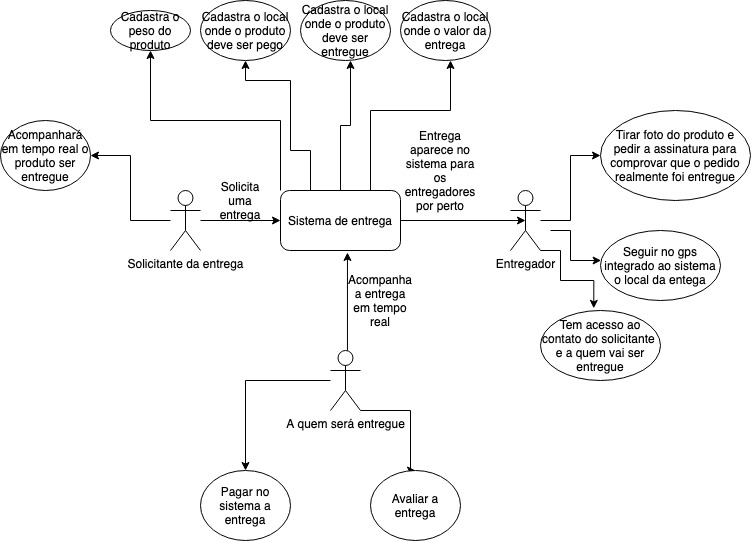 Cadastra o
peso do
produto
Cadastra o local
onde o produto
deve ser pego
Cadastra o local
onde o produto
deve ser
entregue
Cadastra o local
onde o valor da
entrega
Acompanhará
em tempo real o
produto ser
entregue
Solicita
uma
entrega
Sistema de entrega
Entrega
aparece no
sistema para
os
entregadores
por perto
Tirar foto do produto e
pedir a assinatura para
comprovar que o pedido
realmente foi entregue
Solicitante da entrega
Entregador
Seguir no gps
integrado ao sistema
o local da entega
Acompanha
a entrega
em tempo
real
Tem acesso ao
contato do solicitante
e a quem vai ser
entregue
A quem será entregue
Pagar no
sistema a
entrega
Avaliar a
entrega